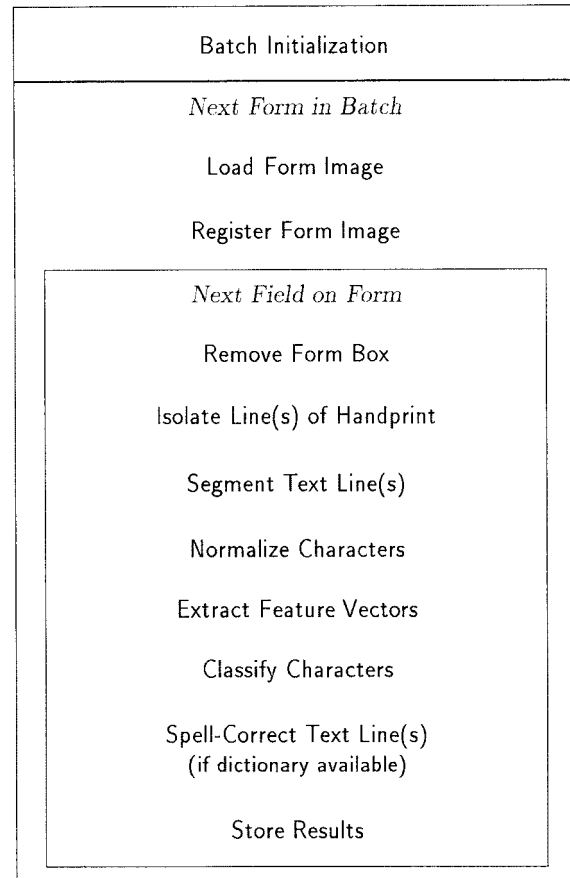 Batch Initialization
Next Form in Batch
Load Form Image
Register Form Image
Next Field on Form
Remove Form Box
Isolate Line(s) of Handprint
Segment Text Line(s)
Normalize Characters
Extract Feature Vectors
Classify Characters
Spell-Correct Text Line(s)
(if dictionary available)
Store Results